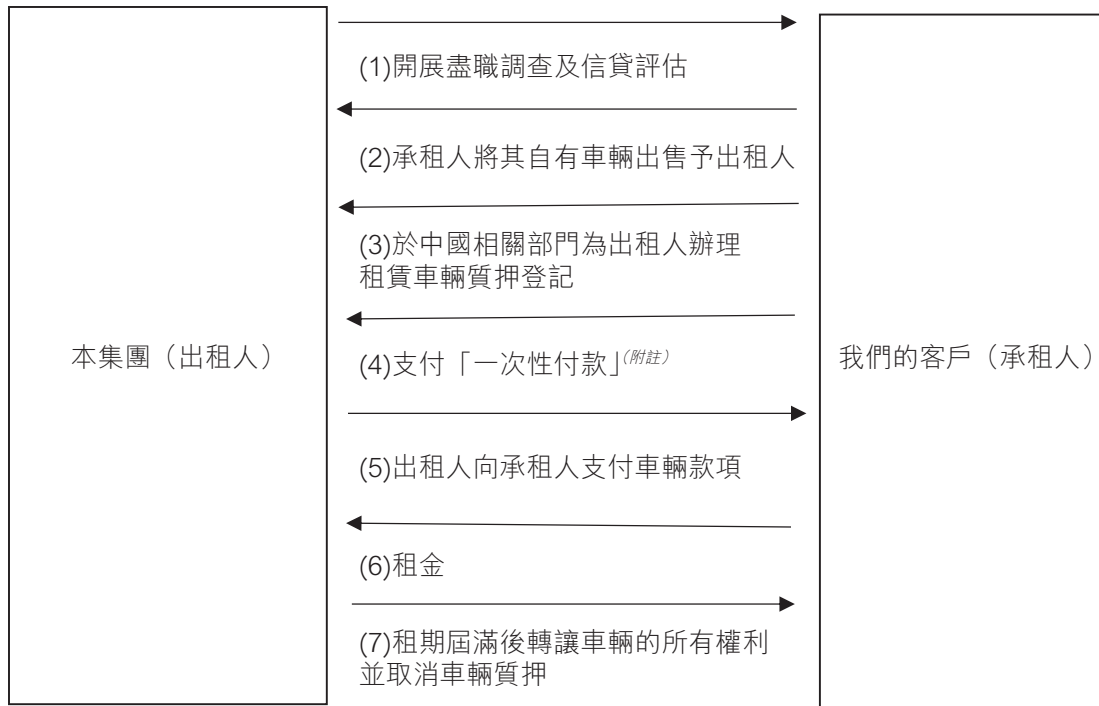 (1)開展盡職調查及信貸評估
(2)承租人將其自有車輛出售予出租人
(3)於中國相關部門為出租人辦理
租賃車輛質押登記
本集團（出租人）
(4)支付「一次性付款」(附註)
我們的客戶（承租人）
(5)出租人向承租人支付車輛款項
(6)租金
(7)租期屆滿後轉讓車輛的所有權利
並取消車輛質押